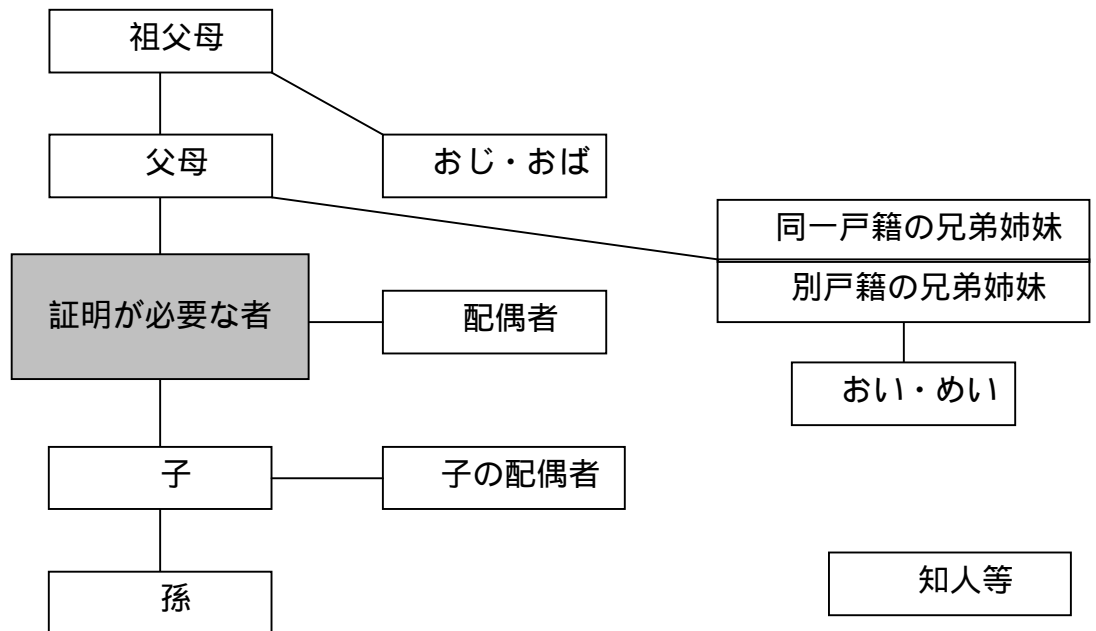 祖父母
父母
おじ・おば
同一戸籍の兄弟姉妹
別戸籍の兄弟姉妹
証明が必要な者
配偶者
おい・めい
子
子の配偶者
孫
知人等